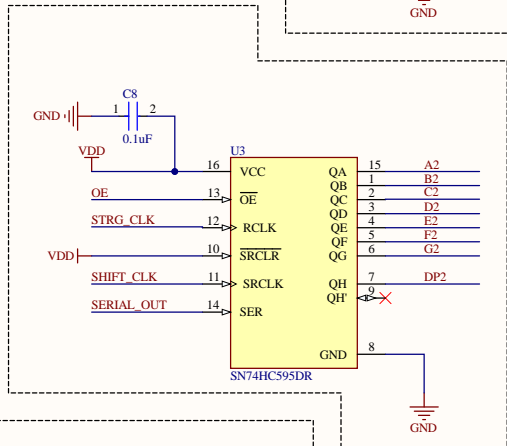 GND
C8
GND 1 2
0.1uF
VDD
U3
16 VCC QA 15 A2
QB 1 B2
OE 13 OE QC 2 C2
QD 3 D2
STRG_CLK 12 RCLK QE 4 E2
QF 5 F2
VDD 10 SRCLR QG 6 G2
SHIFT_CLK 11 SRCLK QH 7 DP2
QH' 9
SERIAL_OUT 14 SER
GND 8
SN74HC595DR
GND